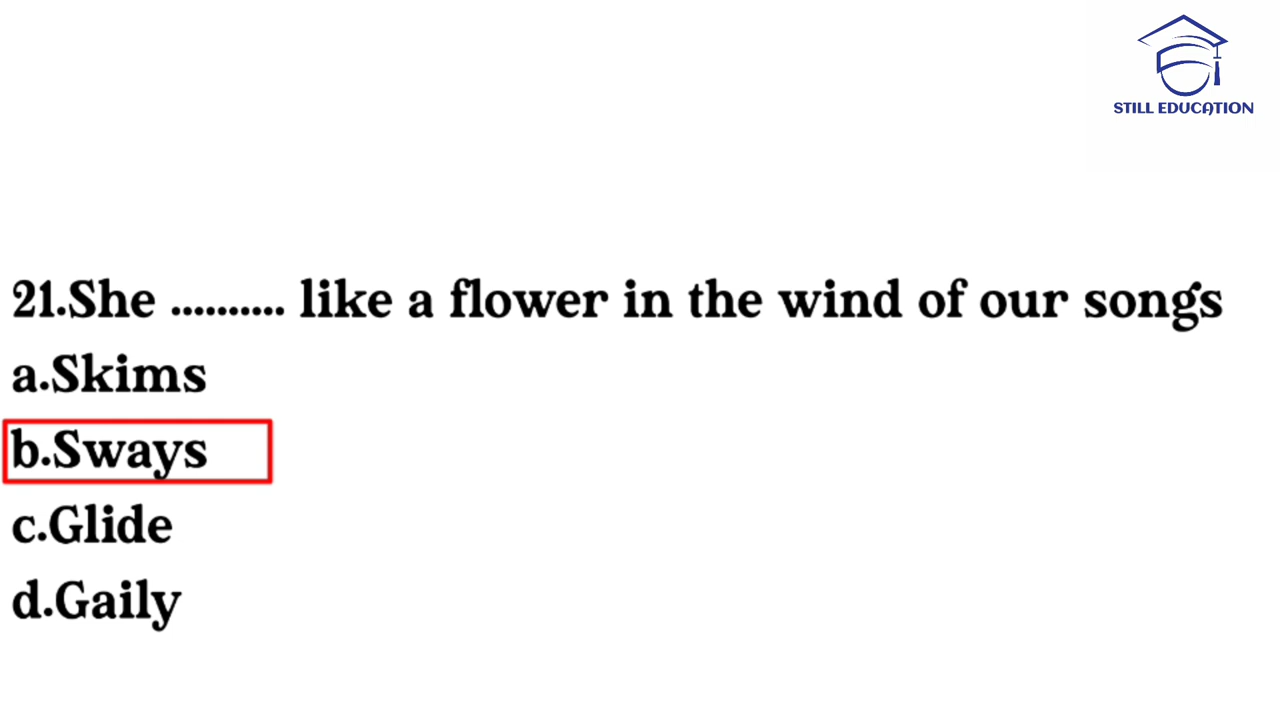 STILL EDUCATION
21.She .......... like a flower in the wind of our songs
a.Skims
b.Sways
c.Glide
d.Gaily